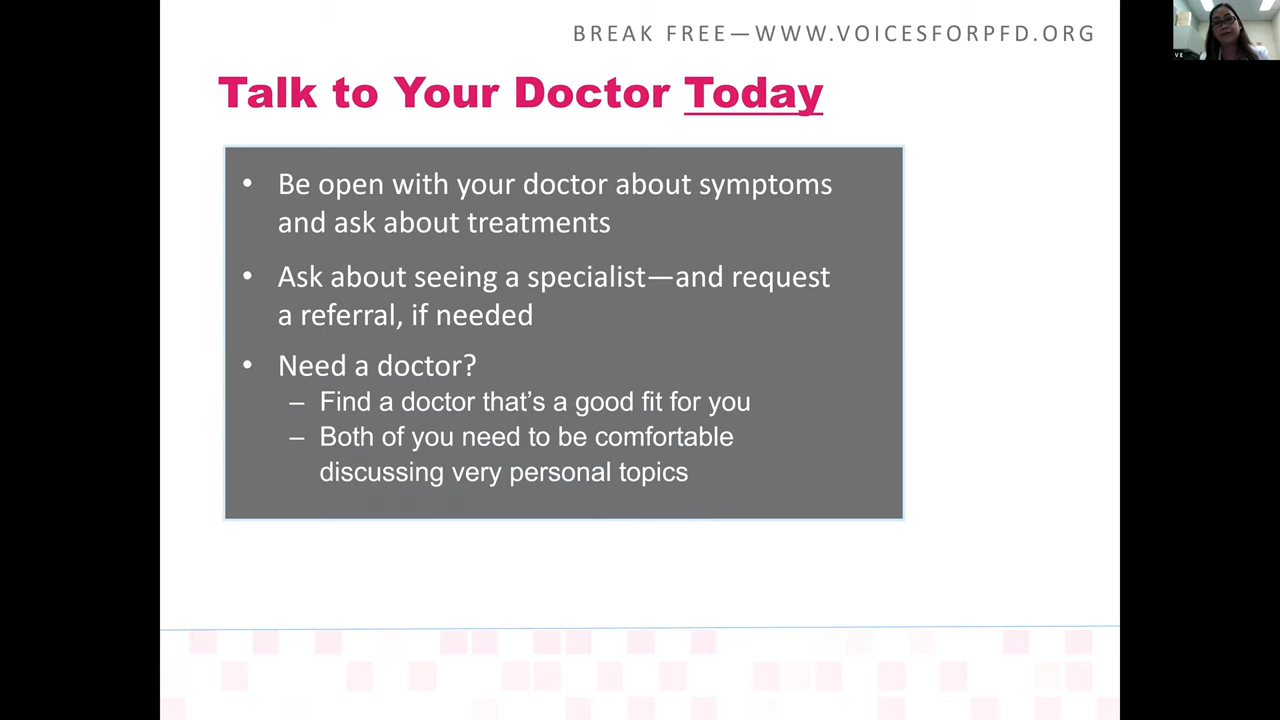 BREAK FREE—WWW.VOICESFORPFD.ORG
Talk to Your Doctor Today
• Be open with your doctor about symptoms
and ask about treatments
• Ask about seeing a specialist—and request
a referral, if needed
• Need a doctor?
– Find a doctor that's a good fit for you
– Both of you need to be comfortable
discussing very personal topics